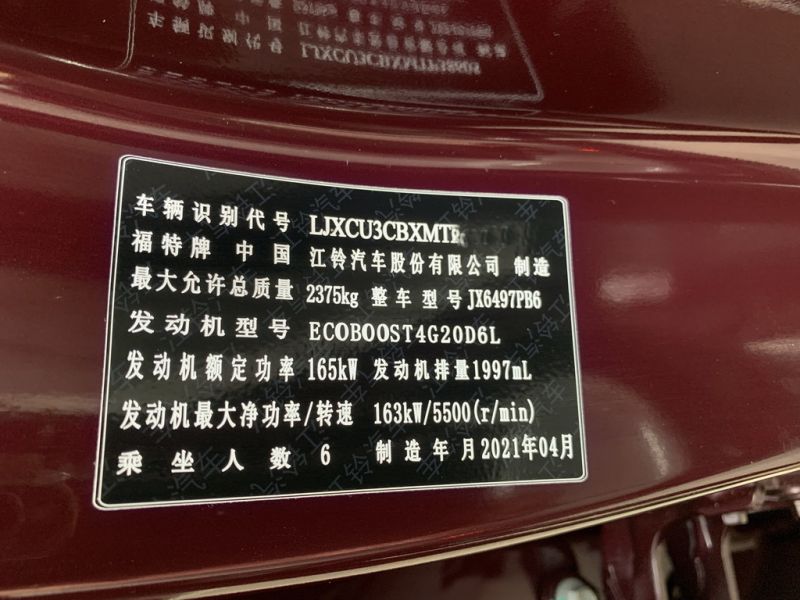 车辆识别代号 LJXCU3CBXMT
福特牌 中国 江铃汽车股份有限公司 制造
最大允许总质量 2375kg 整车型号 JX6497PB6
发动机型号 ECOBOOST4G20D6L
发动机额定功率 165kW 发动机排量1997mL
发动机最大净功率/转速 163kW/5500(r/min)
乘坐人数 6 制造年月2021年04月